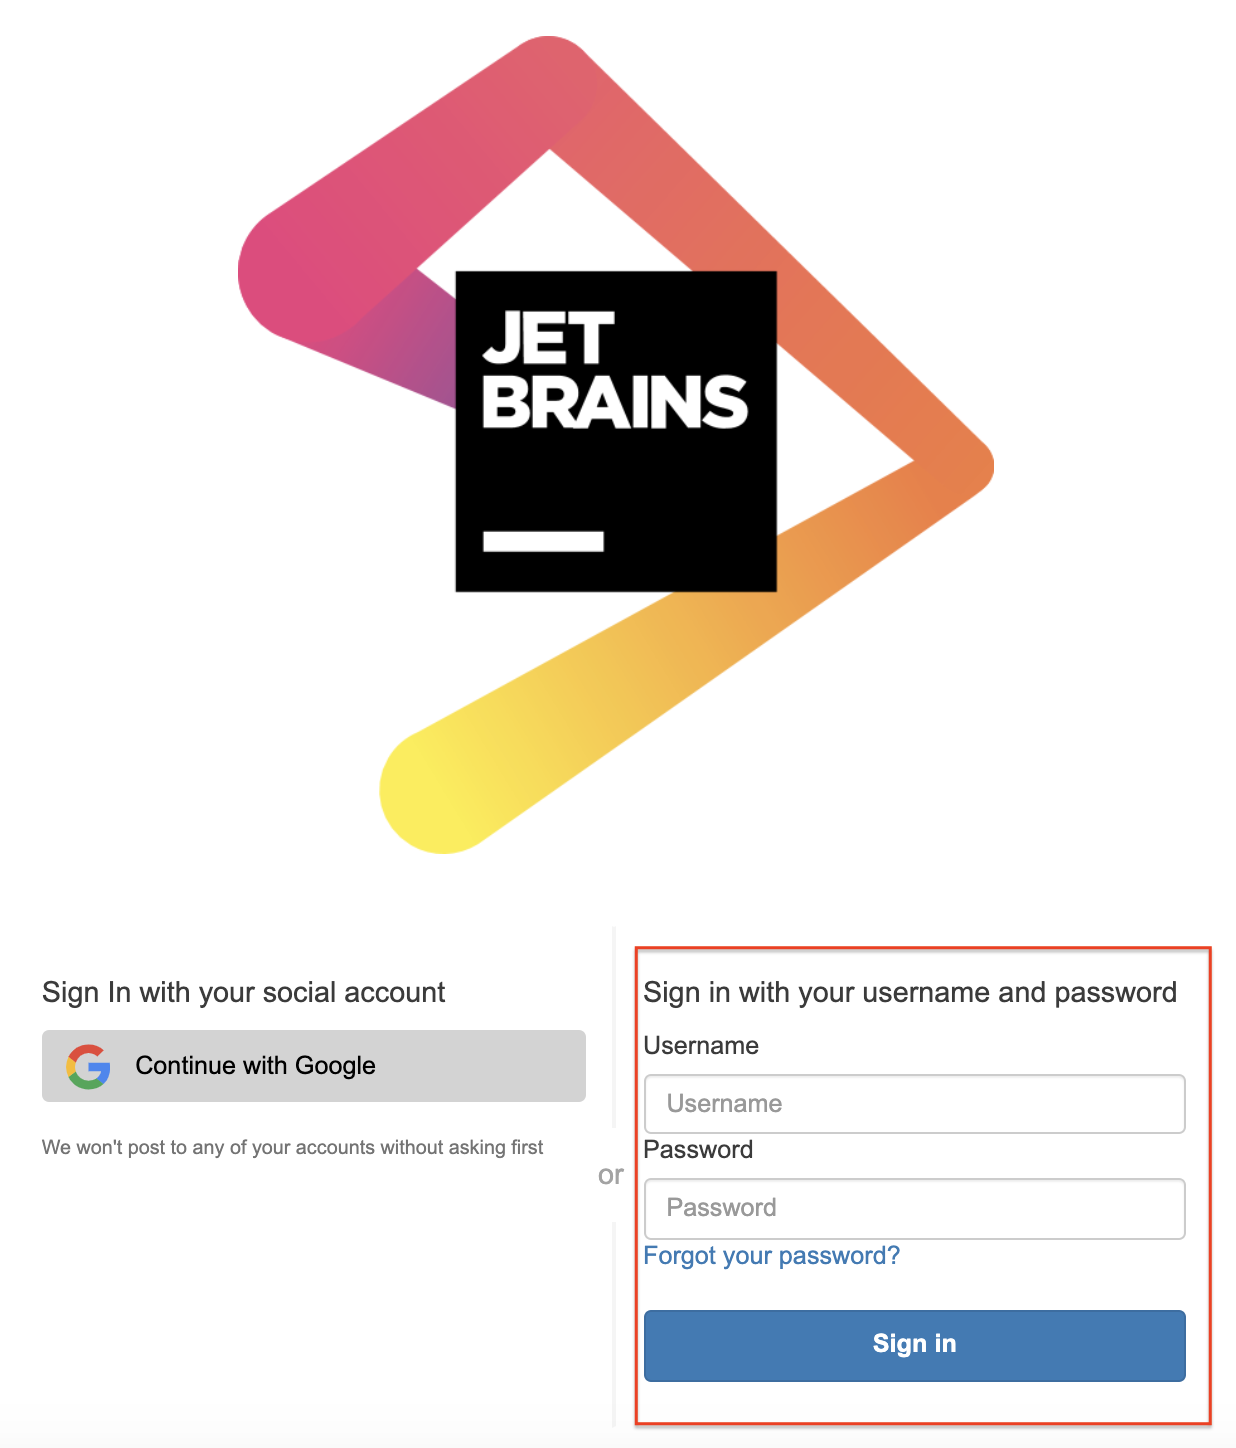 JET
BRAINS
Sign In with your social account
Continue with Google
We won't post to any of your accounts without asking first
or
Sign in with your username and password
Username
Username
Password
Password
Forgot your password?
Sign in